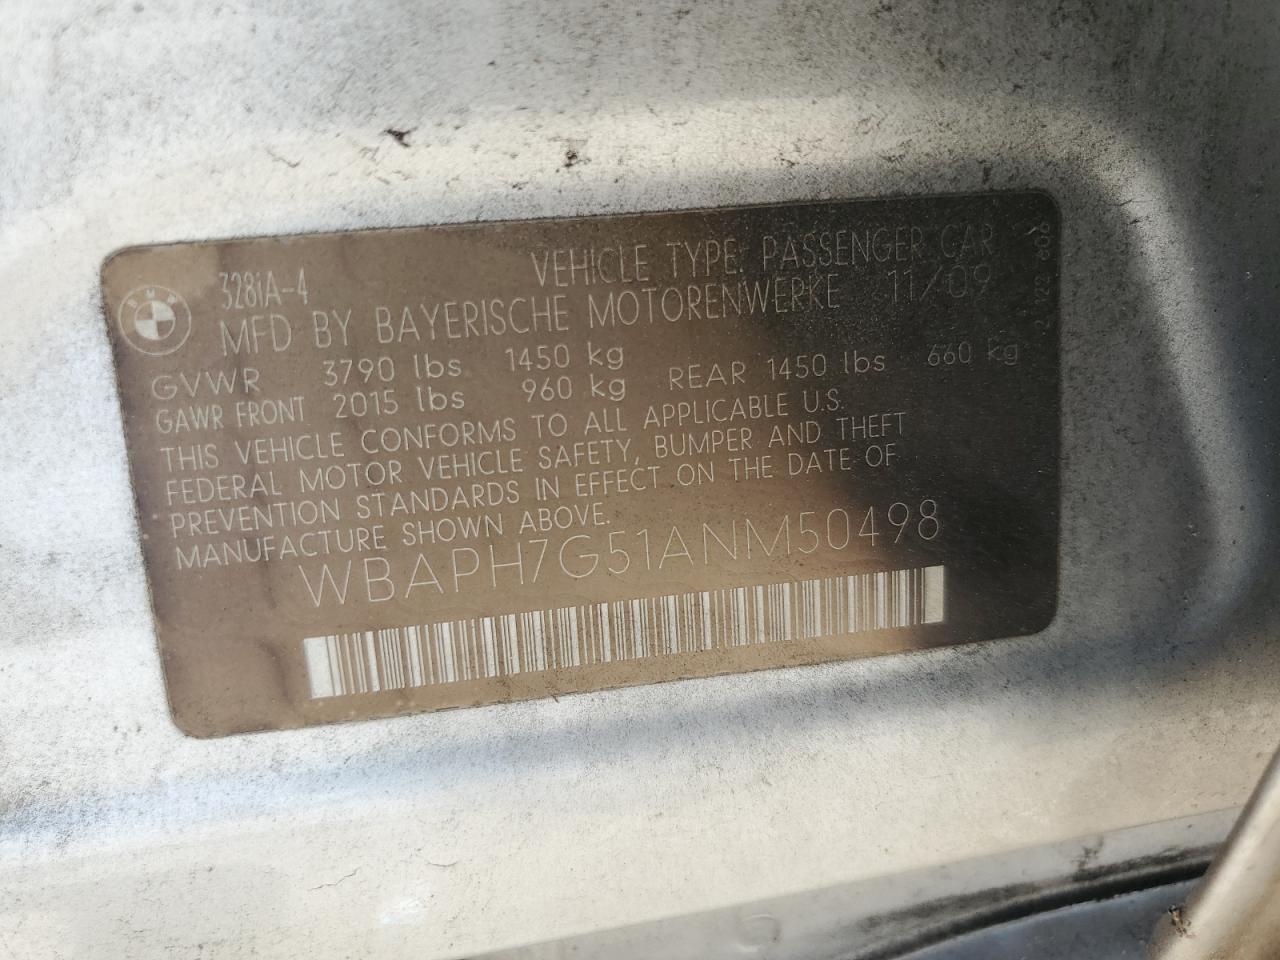 BMW
328iA-4
VEHICLE TYPE: PASSENGER CAR
MFD BY BAYERISCHE MOTORENWERKE 11/09
GVWR 3790 lbs 1450 kg
GAWR FRONT 2015 lbs 960 kg REAR 1450 lbs 660 kg
THIS VEHICLE CONFORMS TO ALL APPLICABLE U.S.
FEDERAL MOTOR VEHICLE SAFETY, BUMPER AND THEFT
PREVENTION STANDARDS IN EFFECT ON THE DATE OF
MANUFACTURE SHOWN ABOVE.
WBAPH7G51ANM50498